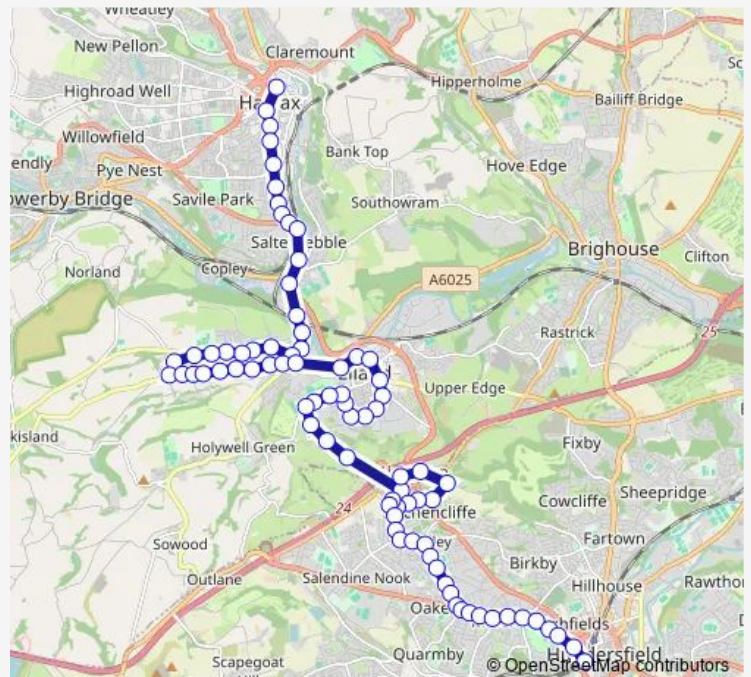 Wheatley
New Pellon
Claremount
Hipperholme
Highroad Well
Bailiff Bridge
Willowfield
Pye Nest
Bank Top
Hove Edge
Savile Park
Southowram
Brighouse
Clifton
Norland
Copley
A6025
25
Rastrick
Upper Edge
Holywell Green
Fixby
24
Cowcliffe
Sheepridge
Sowood
Fartown
Outlane
Salendine Nook
Birkby
Hillhouse
Quarmby
Scapegoat
© OpenStreetMap contributors